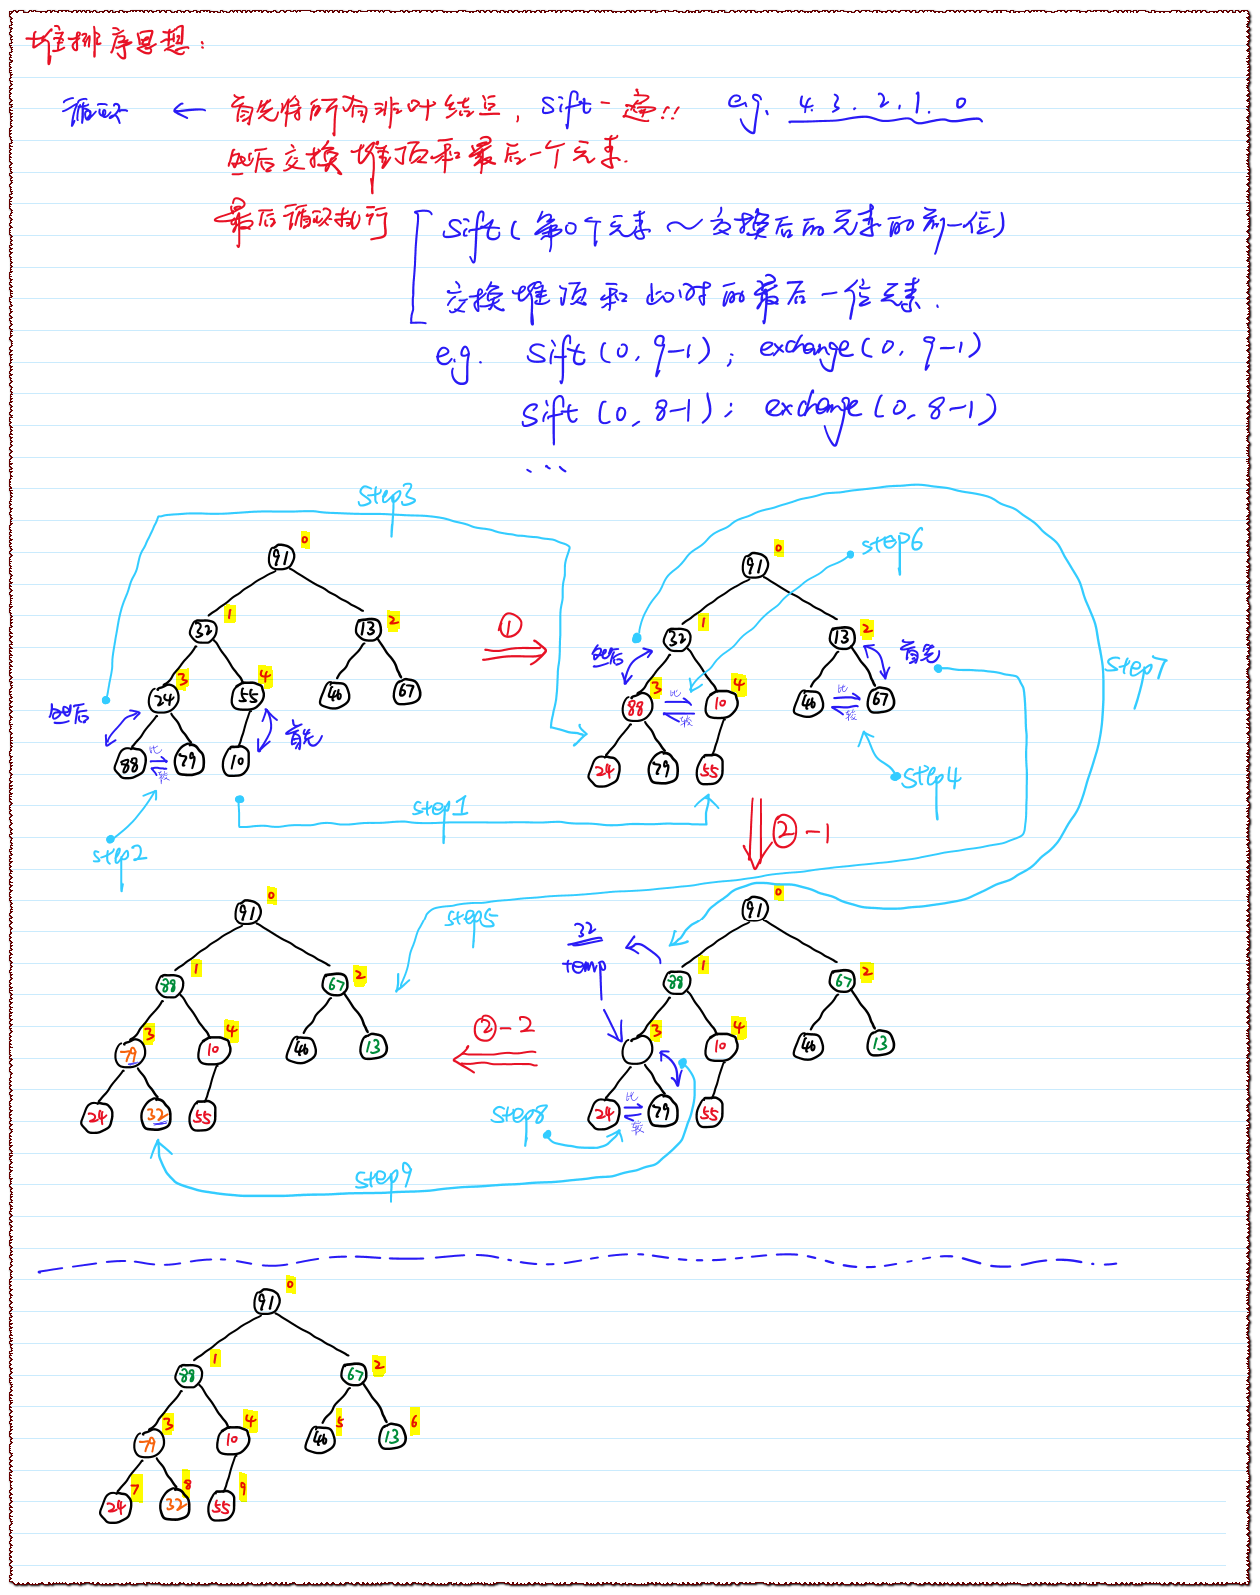 堆排序思想：
循环 ← 首先将所有非叶结点，Sift一遍!! e.g. 4. 3. 2. 1. 0
然后交换堆顶和最后一个元素.
最后循环执行 Sift(第0个元素～交换后的元素的前一位)
交换堆顶和此时的最后一位元素.
e.g. Sift(0, 9-1); exchange(0, 9-1)
Sift(0, 8-1); exchange(0, 8-1)
...
step3
step6
91 0
91 0
32 1 13 2
①
32 1 13 2
然后 首先
step7
24 3 55 4 46 67
88 3 比较 10 4 46 比较 67
然后 首先
88 比较 79 10
24 79 55
step4
step1
step2
②-1
91 0
91 0
step5
32
temp
88 1 67 2
88 1 67 2
79 3 10 4 46 13
②-2
3 10 4 46 13
24 32 55
24 比较 79 55
step8
step9
91 0
88 1 67 2
79 3 10 4 46 5 13 6
24 7 32 8 55 9